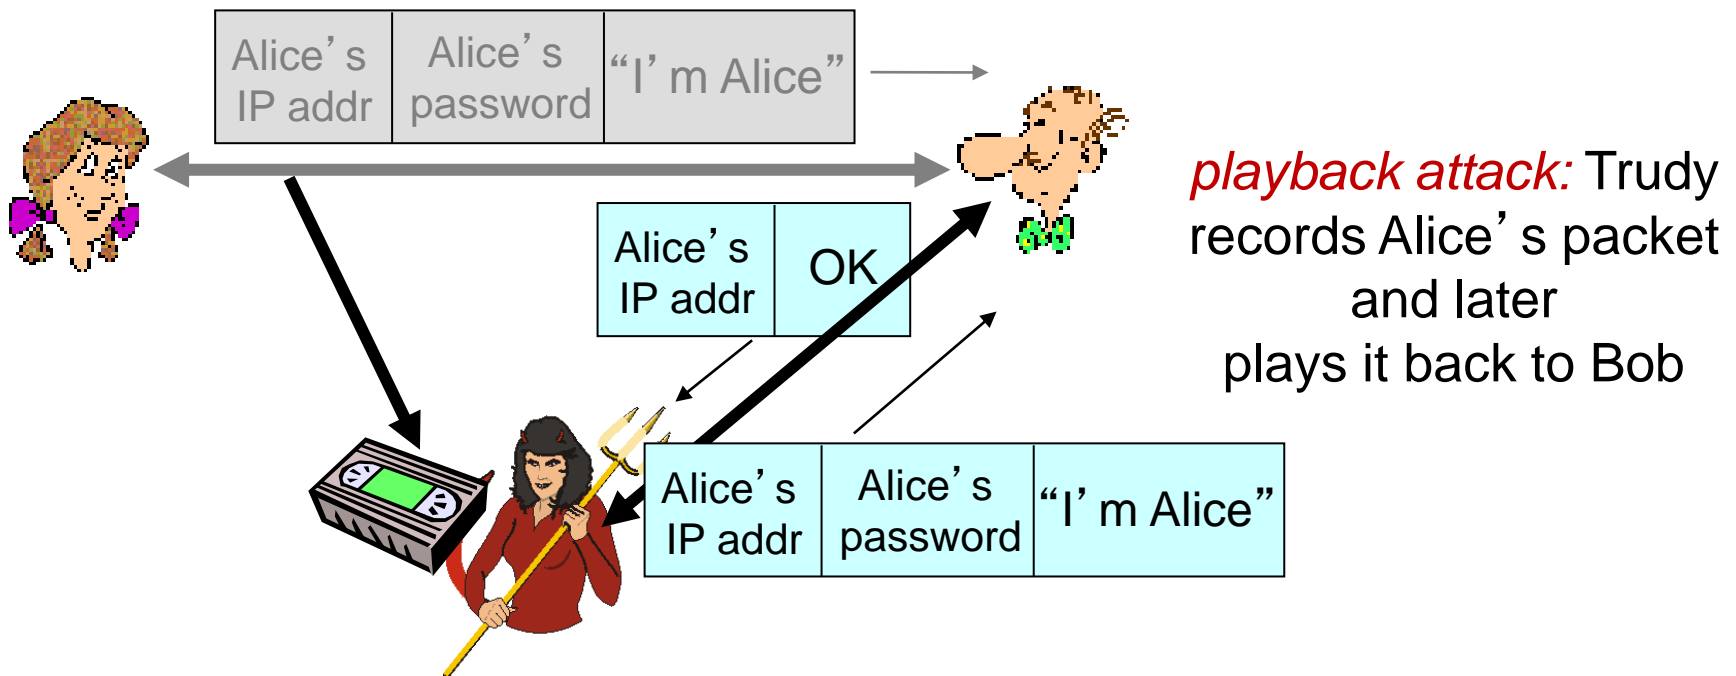 Alice’s
IP addr
Alice’s
password
“I’m Alice”
Alice’s
IP addr
OK
playback attack: Trudy
records Alice’s packet
and later
plays it back to Bob
Alice’s
IP addr
Alice’s
password
“I’m Alice”